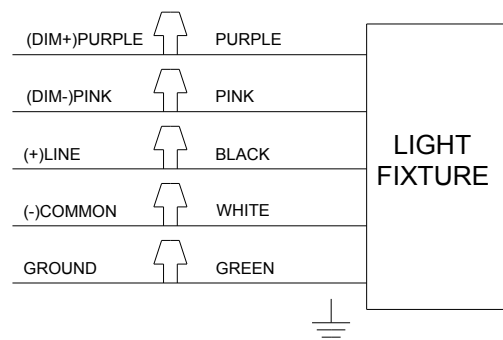 (DIM+)PURPLE PURPLE
(DIM-)PINK PINK
(+)LINE BLACK
LIGHT
FIXTURE
(-)COMMON WHITE
GROUND GREEN